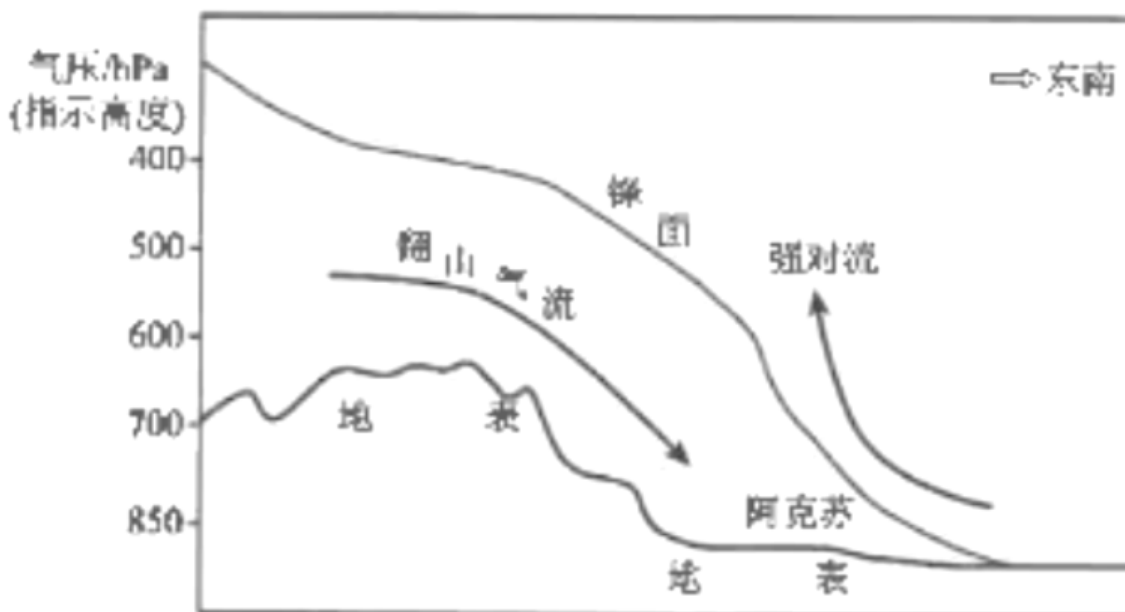 气压/hPa
(指示高度)
⇨东南
400
500
600
700
850
锋面
翻山气流
强对流
地表
阿克苏
地表